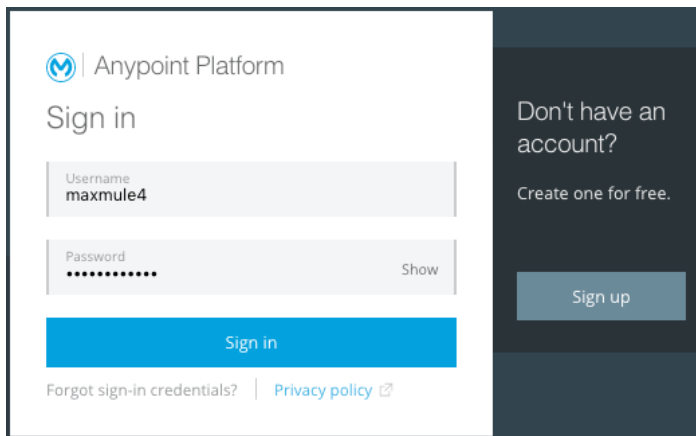 Anypoint Platform
Sign in
Username
maxmule4
Password
••••••••••••
Show
Sign in
Forgot sign-in credentials?
Privacy policy
Don't have an
account?
Create one for free.
Sign up